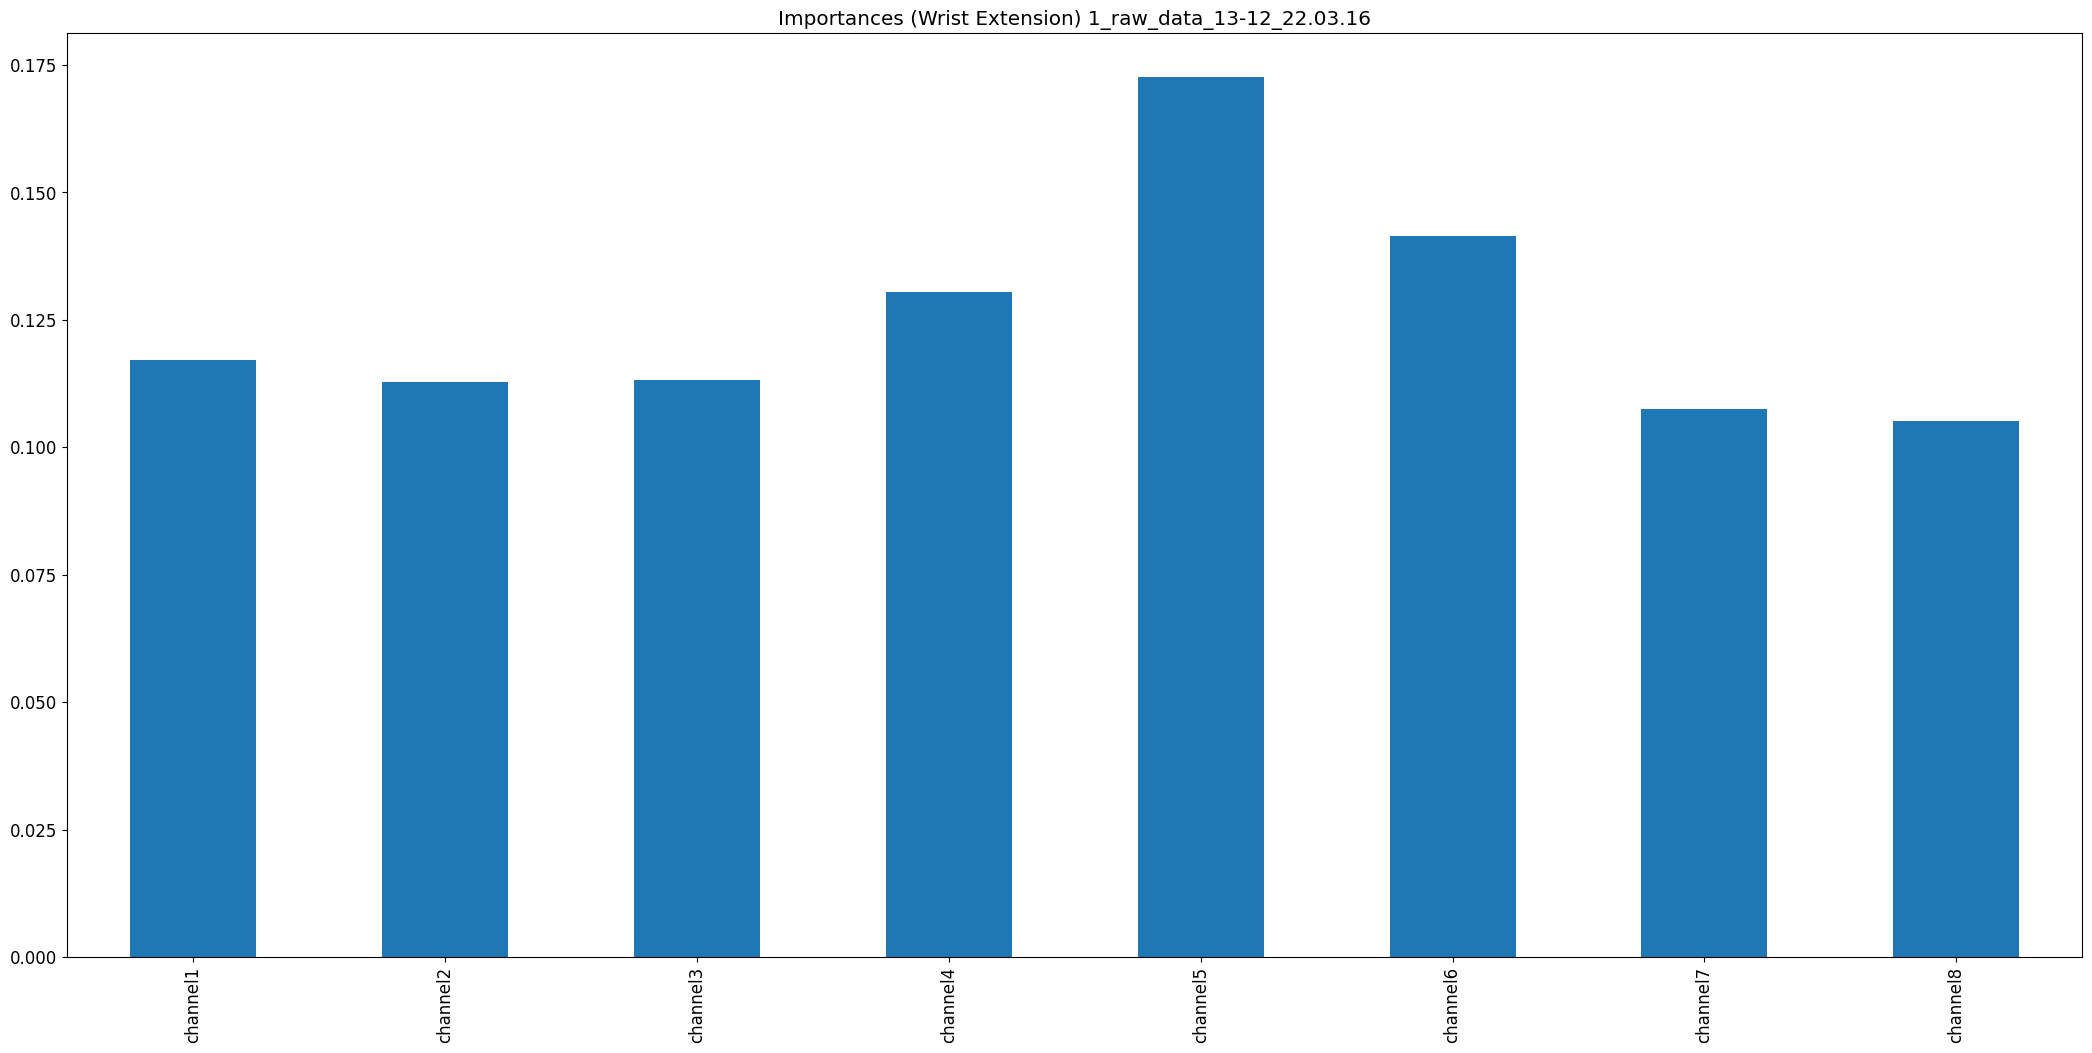 Importances (Wrist Extension) 1_raw_data_13-12_22.03.16
0.175
0.150
0.125
0.100
0.075
0.050
0.025
0.000
channel1
channel2
channel3
channel4
channel5
channel6
channel7
channel8